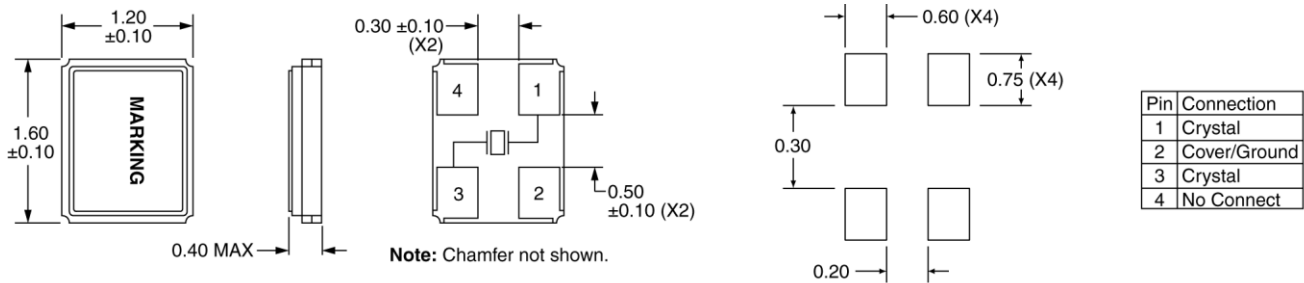 1.20
±0.10
1.60
±0.10
MARKING
0.40 MAX
0.30 ±0.10
(X2)
4
1
3
2
0.50
±0.10 (X2)
Note: Chamfer not shown.
0.60 (X4)
0.75 (X4)
0.30
0.20
Pin Connection
1 Crystal
2 Cover/Ground
3 Crystal
4 No Connect